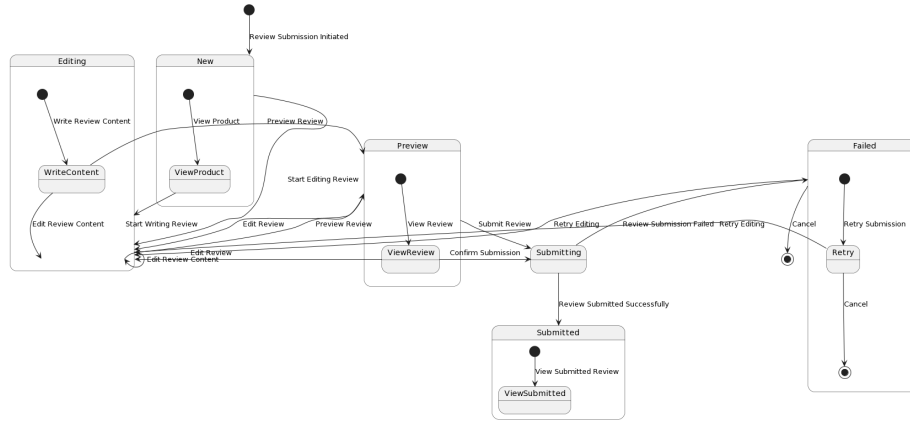 Review Submission Initiated
Editing
New
Write Review Content
View Product
Preview Review
Preview
Failed
WriteContent
ViewProduct
Start Editing Review
Edit Review Content
Start Writing Review
Edit Review
Preview Review
View Review
Submit Review
Retry Editing
Review Submission Failed
Retry Editing
Cancel
Retry Submission
Edit Review
Edit Review Content
ViewReview
Confirm Submission
Submitting
Retry
Review Submitted Successfully
Cancel
Submitted
View Submitted Review
ViewSubmitted